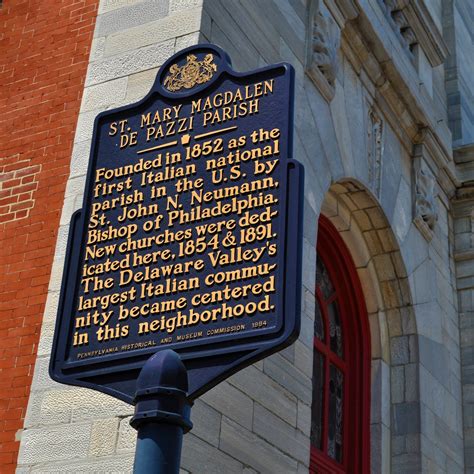 ST. MARY MAGDALEN
DE PAZZI PARISH
Founded in 1852 as the
first Italian national
parish in the U.S. by
St. John N. Neumann,
Bishop of Philadelphia.
New churches were ded-
icated here, 1854 & 1891.
The Delaware Valley's
largest Italian commu-
nity became centered
in this neighborhood.
PENNSYLVANIA HISTORICAL AND MUSEUM COMMISSION 1994